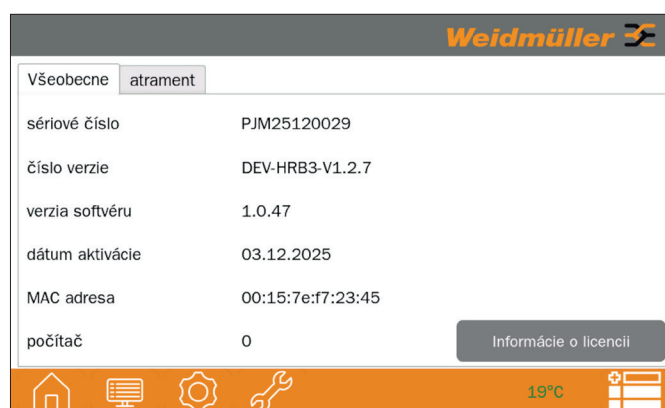 Weidmüller
Všeobecne atrament
sériové číslo PJM25120029
číslo verzie DEV-HRB3-V1.2.7
verzia softvéru 1.0.47
dátum aktivácie 03.12.2025
MAC adresa 00:15:7e:f7:23:45
počítač 0 Informácie o licencii
19°C